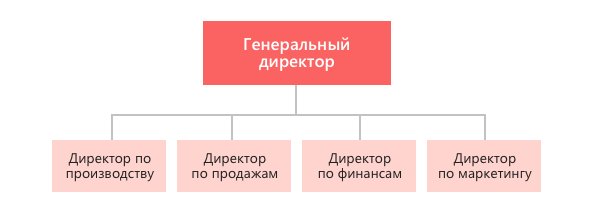 Генеральный
директор
Директор по
производству
Директор
по продажам
Директор
по финансам
Директор
по маркетингу